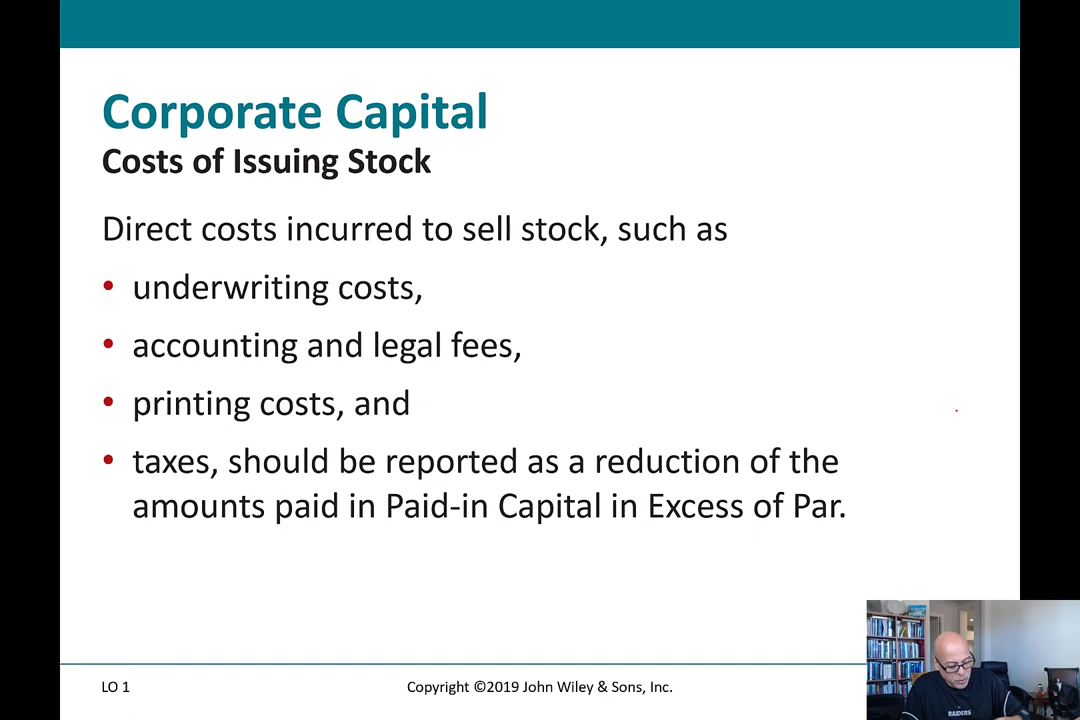 Corporate Capital
Costs of Issuing Stock
Direct costs incurred to sell stock, such as
• underwriting costs,
• accounting and legal fees,
• printing costs, and
• taxes, should be reported as a reduction of the
amounts paid in Paid-in Capital in Excess of Par.
LO 1
Copyright ©2019 John Wiley & Sons, Inc.
RAIDERS